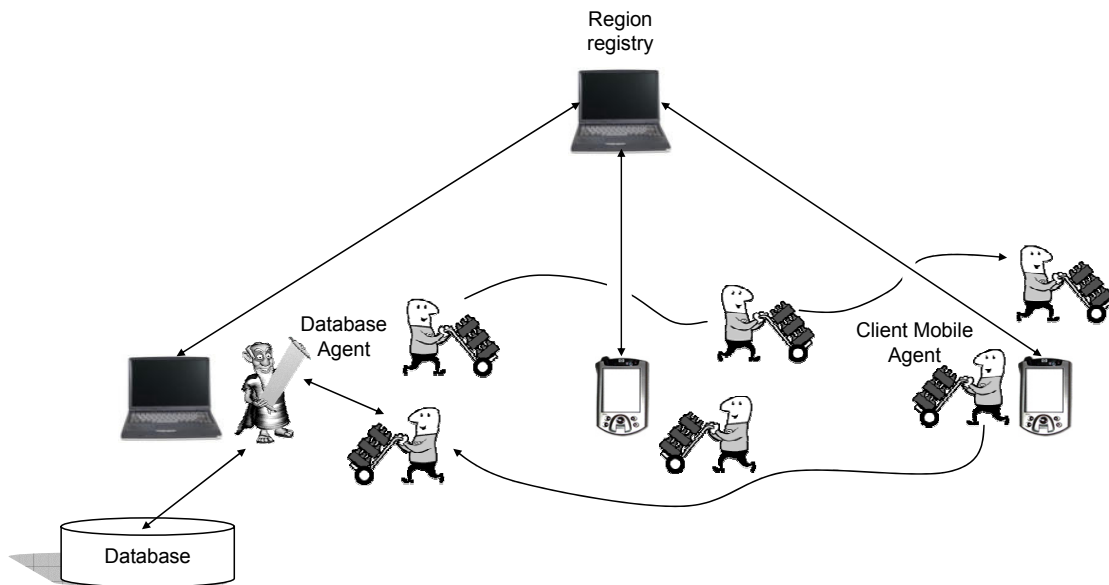 Region
registry
Database
Agent
Client Mobile
Agent
Database